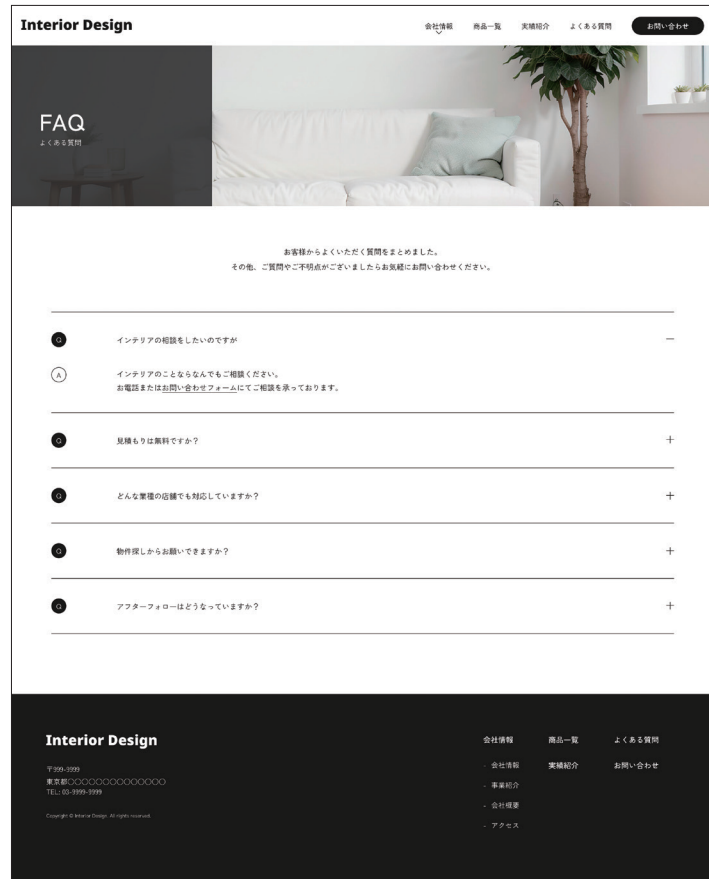 Interior Design
会社情報
商品一覧
実績紹介
よくある質問
お問い合わせ
FAQ
よくある質問
お客様からよくいただく質問をまとめました。
その他、ご質問やご不明点がございましたらお気軽にお問い合わせください。
Q インテリアの相談をしたいのですが
A インテリアのことならなんでもご相談ください。
お電話またはお問い合わせフォームにてご相談を承っております。
Q 見積もりは無料ですか？
Q どんな業種の店舗でも対応していますか？
Q 物件探しからお願いできますか？
Q アフターフォローはどうなっていますか？
Interior Design
〒999-9999
東京都〇〇〇〇〇〇〇〇〇〇〇〇〇〇
TEL: 03-9999-9999
Copyright © Interior Design. All rights reserved.
会社情報
- 会社情報
- 事業紹介
- 会社概要
- アクセス
商品一覧
実績紹介
よくある質問
お問い合わせ